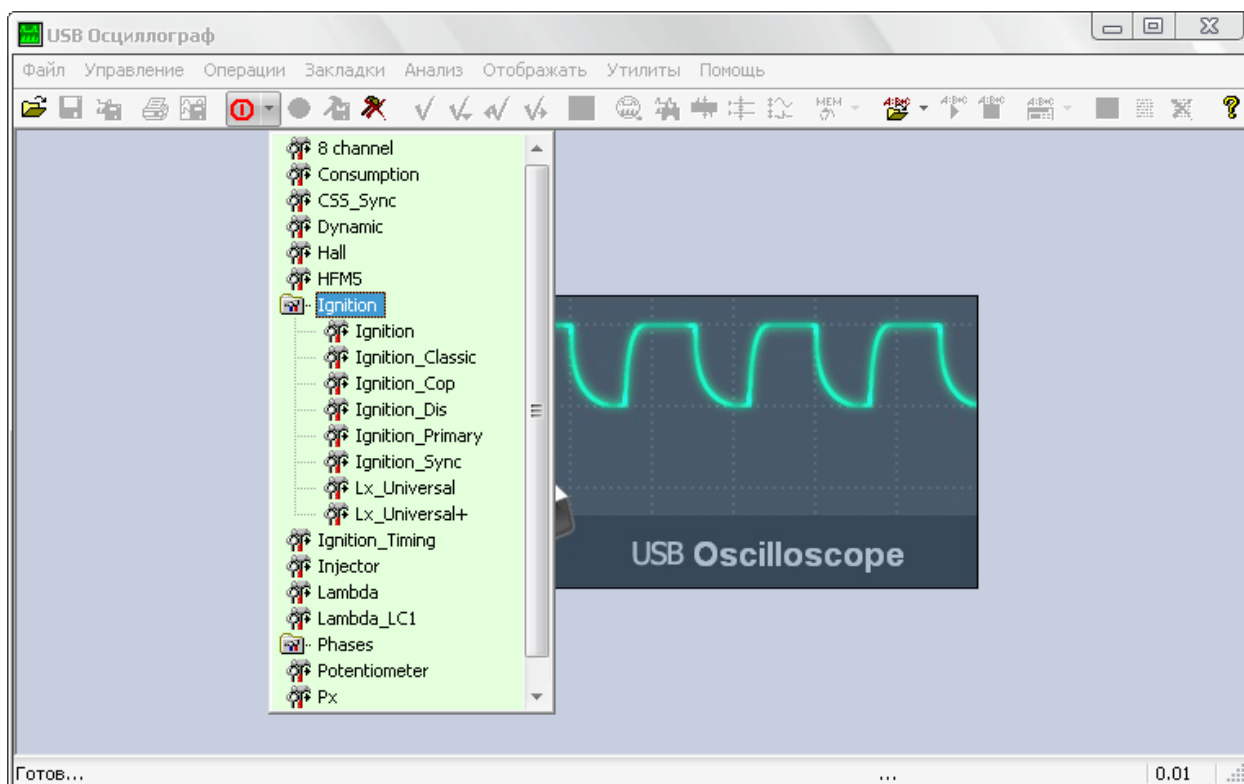 USB Осциллограф
Файл Управление Операции Закладки Анализ Отображать Утилиты Помощь
MEM A:B+C A:B+C A:B+C A:B+C
8 channel
Consumption
CSS_Sync
Dynamic
Hall
HFM5
Ignition
Ignition
Ignition_Classic
Ignition_Cop
Ignition_Dis
Ignition_Primary
Ignition_Sync
Lx_Universal
Lx_Universal+
Ignition_Timing
Injector
Lambda
Lambda_LC1
Phases
Potentiometer
Px
USB Oscilloscope
Готов... ... 0.01